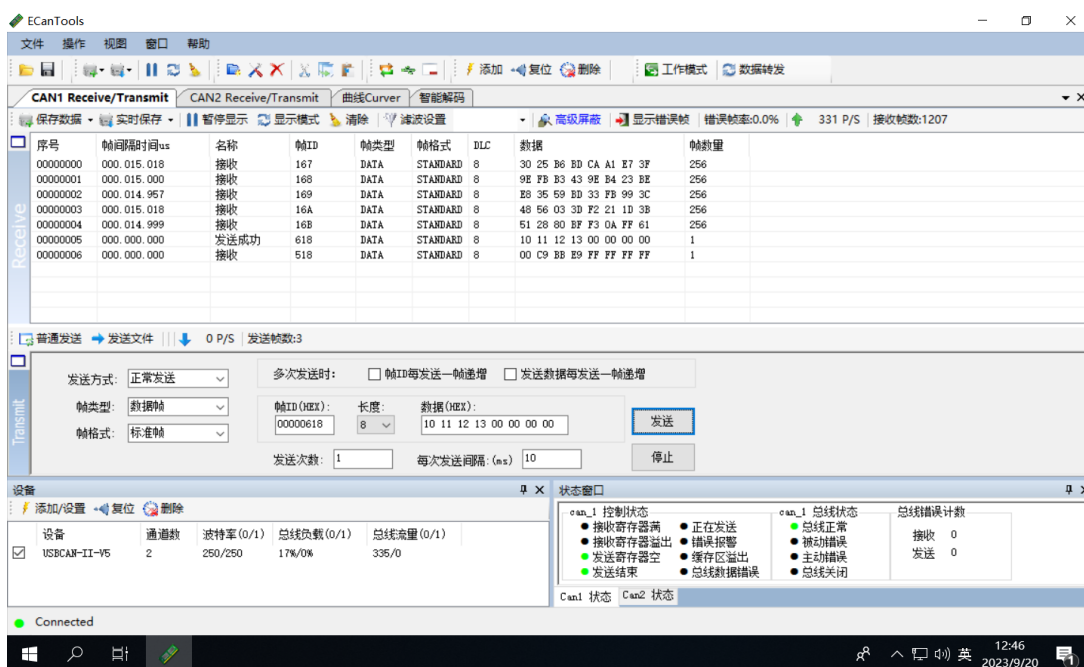 ECanTools
文件 操作 视图 窗口 帮助
添加 复位 删除 工作模式 数据转发
CAN1 Receive/Transmit CAN2 Receive/Transmit 曲线Curver 智能解码
保存数据 实时保存 暂停显示 显示模式 清除 滤波设置 高级屏蔽 显示错误帧 错误帧率:0.0% 331 P/S 接收帧数:1207
序号 帧间隔时间us 名称 帧ID 帧类型 帧格式 DLC 数据 帧数量
00000000 000.015.018 接收 167 DATA STANDARD 8 30 25 B6 BD CA A1 E7 3F 256
00000001 000.015.000 接收 168 DATA STANDARD 8 9E FB B3 43 9E B4 23 BE 256
00000002 000.014.957 接收 169 DATA STANDARD 8 E8 35 59 BD 33 FB 99 3C 256
00000003 000.015.018 接收 16A DATA STANDARD 8 48 56 03 3D F2 21 1D 3B 256
00000004 000.014.999 接收 16B DATA STANDARD 8 51 28 80 BF F3 0A FF 61 256
00000005 000.000.000 发送成功 618 DATA STANDARD 8 10 11 12 13 00 00 00 00 1
00000006 000.000.000 接收 518 DATA STANDARD 8 00 C9 BB E9 FF FF FF FF 1
Receive
普通发送 发送文件 0 P/S 发送帧数:3
发送方式: 正常发送 多次发送时: 帧ID每发送一帧递增 发送数据每发送一帧递增
帧类型: 数据帧 帧ID(HEX): 长度: 数据(HEX):
00000618 8 10 11 12 13 00 00 00 00 发送
帧格式: 标准帧
发送次数: 1 每次发送间隔:(ms) 10 停止
Transmit
设备
添加/设置 复位 删除
设备 通道数 波特率(0/1) 总线负载(0/1) 总线流量(0/1)
USBCAN-II-V5 2 250/250 17%/0% 335/0
状态窗口
can_1 控制状态 can_1 总线状态 总线错误计数
接收寄存器满 正在发送 总线正常 接收 0
接收寄存器溢出 错误报警 被动错误
发送寄存器空 缓存区溢出 主动错误 发送 0
发送结束 总线数据错误 总线关闭
Can1 状态 Can2 状态
Connected
英 12:46
2023/9/20
1